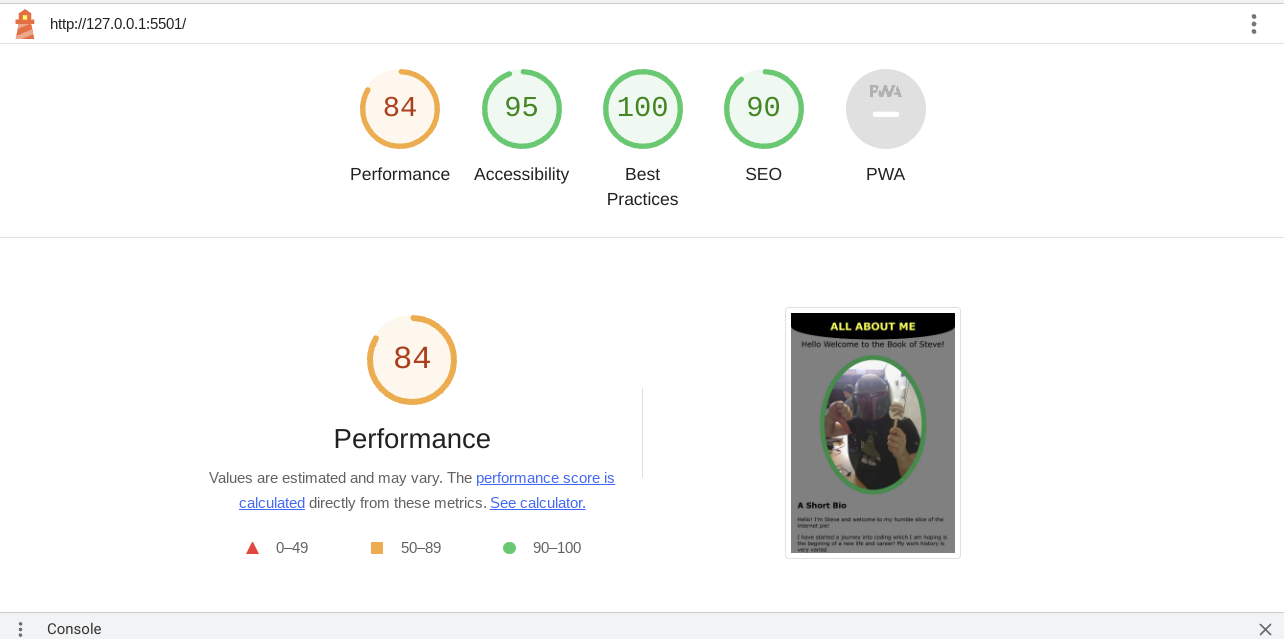 http://127.0.0.1:5501/
84
95
100
90
PWA
Performance
Accessibility
Best
Practices
SEO
PWA
84
Performance
Values are estimated and may vary. The performance score is
calculated directly from these metrics. See calculator.
0–49
50–89
90–100
ALL ABOUT ME
Hello Welcome to the Book of Steve!
A Short Bio
Hello! I'm Steve and welcome to my humble slice of the
internet pie!
I have started a journey into coding which I am hoping is
the begining of a new life and career! My work history is
very varied
Console